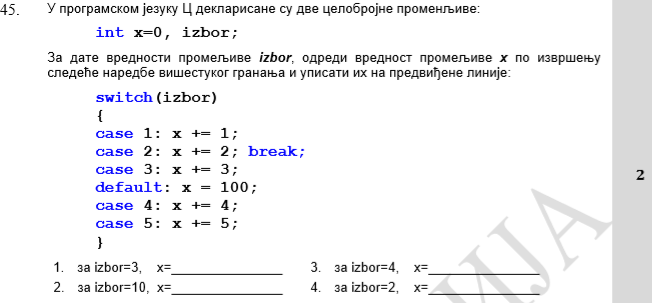 45. У програмском језику Ц декларисане су две целобројне променљиве:
int x=0, izbor;
За дате вредности промељиве izbor, одреди вредност промељиве x по извршењу
следеће наредбе вишестуког гранања и уписати их на предвиђене линије:
switch(izbor)
{
case 1: x += 1;
case 2: x += 2; break;
case 3: x += 3;
default: x = 100;
case 4: x += 4;
case 5: x += 5;
}
2
1. за izbor=3, x=________________ 3. за izbor=4, x=________________
2. за izbor=10, x=________________ 4. за izbor=2, x=________________
ИЈА